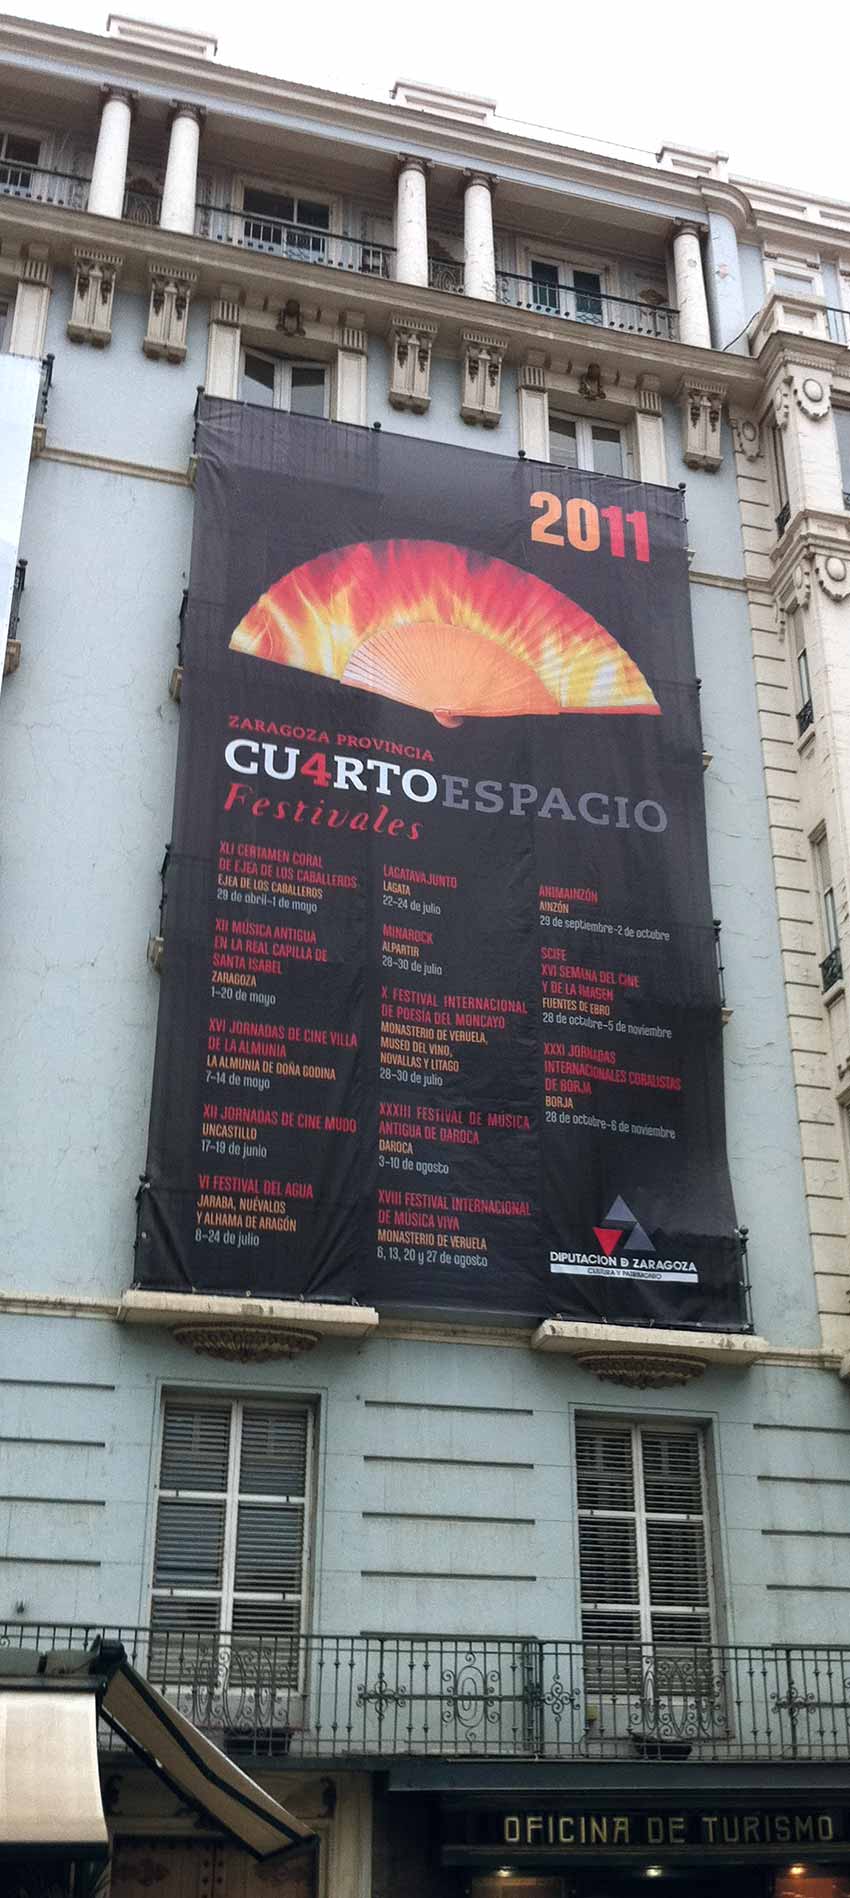 2011
ZARAGOZA PROVINCIA
CU4RTOESPACIO
Festivales
XLI CERTAMEN CORAL
DE EJEA DE LOS CABALLEROS
EJEA DE LOS CABALLEROS
29 de abril-1 de mayo
XII MÚSICA ANTIGUA
EN LA REAL CAPILLA DE
SANTA ISABEL
ZARAGOZA
1-20 de mayo
XVI JORNADAS DE CINE VILLA
DE LA ALMUNIA
LA ALMUNIA DE DOÑA GODINA
7-14 de mayo
XII JORNADAS DE CINE MUDO
UNCASTILLO
17-19 de junio
VI FESTIVAL DEL AGUA
JARABA, NUÉVALOS
Y ALHAMA DE ARAGÓN
8-24 de julio
LAGATAVAJUNTO
LAGATA
22-24 de julio
MINAROCK
ALPARTIR
28-30 de julio
X FESTIVAL INTERNACIONAL
DE POESÍA DEL MONCAYO
MONASTERIO DE VERUELA,
MUSEO DEL VINO,
NOVALLAS Y LITAGO
28-30 de julio
XXXIII FESTIVAL DE MÚSICA
ANTIGUA DE DAROCA
DAROCA
3-10 de agosto
XVIII FESTIVAL INTERNACIONAL
DE MÚSICA VIVA
MONASTERIO DE VERUELA
6, 13, 20 y 27 de agosto
ANIMAINZÓN
AINZÓN
29 de septiembre-2 de octubre
SCIFE
XVI SEMANA DEL CINE
Y DE LA IMAGEN
FUENTES DE EBRO
28 de octubre-5 de noviembre
XXXI JORNADAS
INTERNACIONALES CORALISTAS
DE BORJA
BORJA
28 de octubre-6 de noviembre
DIPUTACION D ZARAGOZA
CULTURA Y PATRIMONIO
OFICINA DE TURISMO